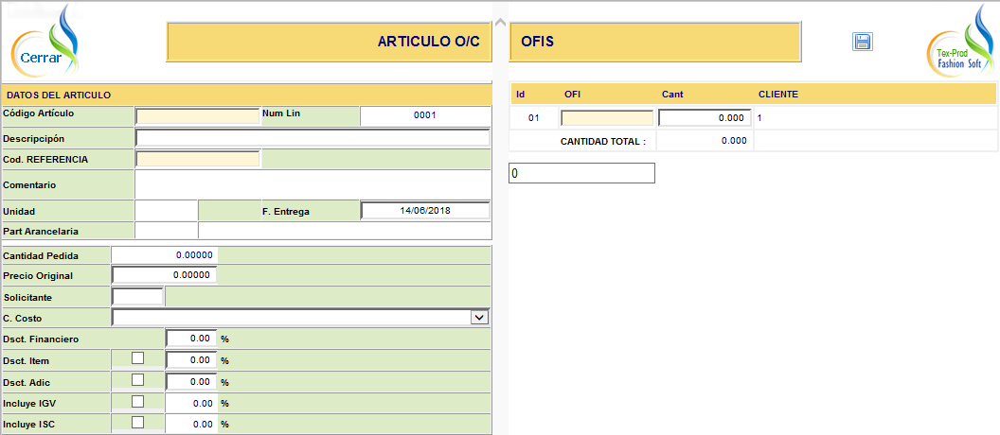 Cerrar
ARTICULO O/C
OFIS
Tex-Prod
Fashion Soft
DATOS DEL ARTICULO
Código Artículo
Num Lin 0001
Descripcipón
Cod. REFERENCIA
Comentario
Unidad
F. Entrega 14/06/2018
Part Arancelaria
Cantidad Pedida 0.00000
Precio Original 0.00000
Solicitante
C. Costo
Dsct. Financiero 0.00 %
Dsct. Item 0.00 %
Dsct. Adic 0.00 %
Incluye IGV 0.00 %
Incluye ISC 0.00 %
Id OFI Cant CLIENTE
01 0.000 1
CANTIDAD TOTAL : 0.000
0